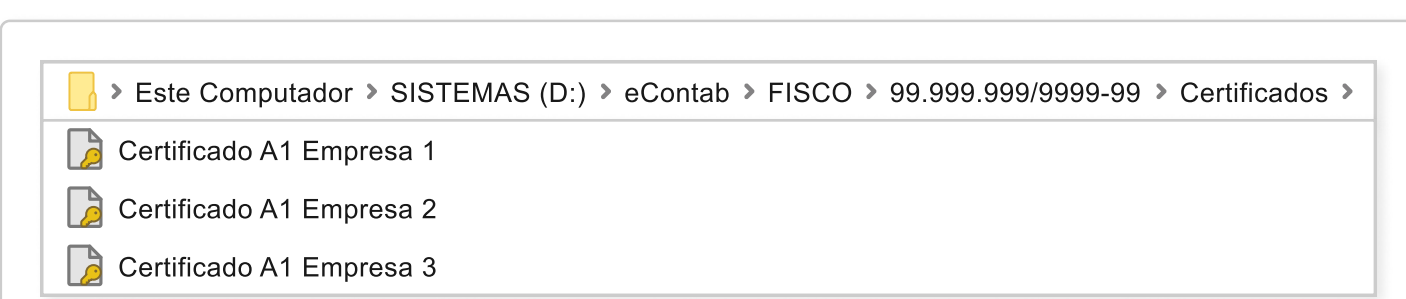 Este Computador > SISTEMAS (D:) > eContab > FISCO > 99.999.999/9999-99 > Certificados >
Certificado A1 Empresa 1
Certificado A1 Empresa 2
Certificado A1 Empresa 3